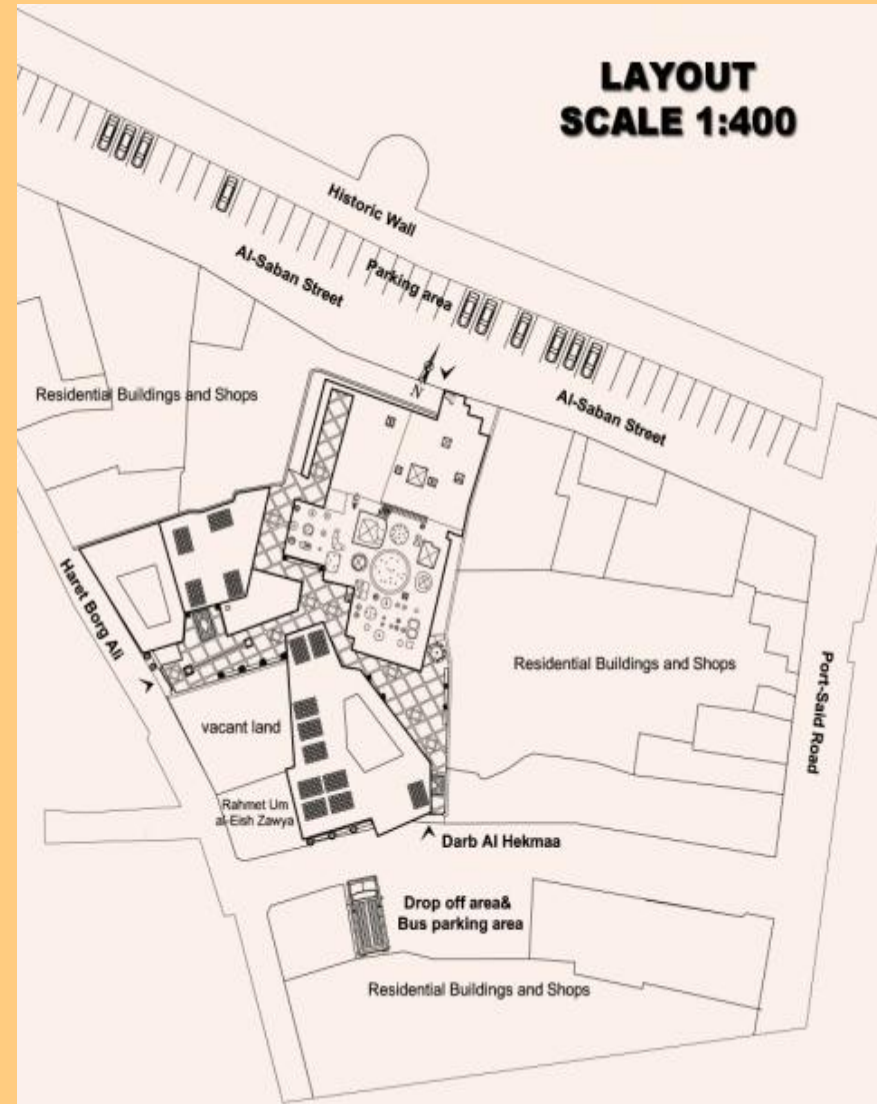 LAYOUT
SCALE 1:400
Historic Wall
Al-Saban Street
Parking area
N
Residential Buildings and Shops
Al-Saban Street
Haret Borg Ali
Residential Buildings and Shops
Port-Said Road
vacant land
Rahmet Um
al-Eish Zawya
Darb Al Hekmaa
Drop off area&
Bus parking area
Residential Buildings and Shops